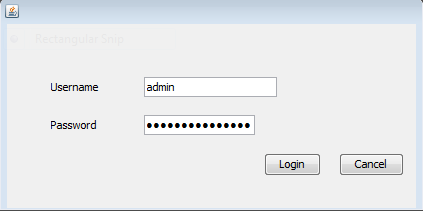 Rectangular Snip
Username
admin
Password
•••••••••••••••
Login
Cancel